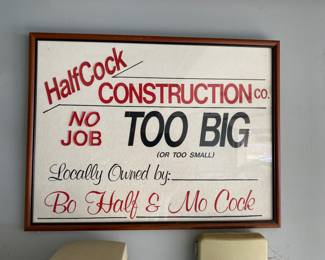 HalfCock
CONSTRUCTION CO.
NO JOB TOO BIG
(OR TOO SMALL)
Locally Owned by:
Bo Half & Mo Cock